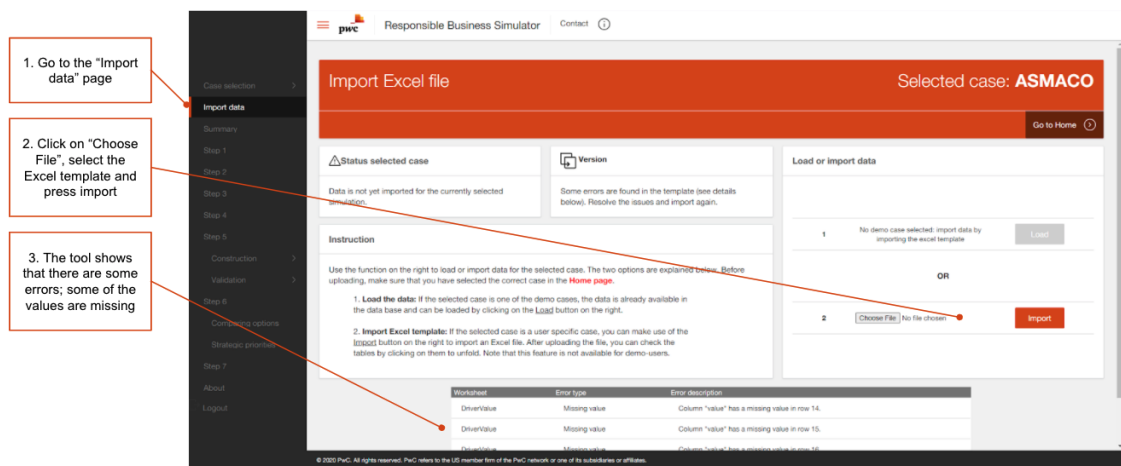 pwc
Responsible Business Simulator
Contact
1. Go to the “Import
data” page
2. Click on “Choose
File”, select the
Excel template and
press import
3. The tool shows
that there are some
errors; some of the
values are missing
Case selection
Import data
Summary
Step 1
Step 2
Step 3
Step 4
Step 5
Construction
Validation
Step 6
Comparing options
Strategic priorities
Step 7
About
Logout
Import Excel file
Selected case: ASMACO
Go to Home
Status selected case
Data is not yet imported for the currently selected
simulation.
Version
Some errors are found in the template (see details
below). Resolve the issues and import again.
Load or import data
1
No demo case selected: import data by
importing the excel template
Load
OR
2
Choose File No file chosen
Import
Instruction
Use the function on the right to load or import data for the selected case. The two options are explained below. Before
uploading, make sure that you have selected the correct case in the Home page.
1. Load the data: If the selected case is one of the demo cases, the data is already available in
the data base and can be loaded by clicking on the Load button on the right.
2. Import Excel template: If the selected case is a user specific case, you can make use of the
Import button on the right to import an Excel file. After uploading the file, you can check the
tables by clicking on them to unfold. Note that this feature is not available for demo-users.
Worksheet Error type Error description
DriverValue Missing value Column "value" has a missing value in row 14.
DriverValue Missing value Column "value" has a missing value in row 15.
DriverValue Missing value Column "value" has a missing value in row 16.
© 2020 PwC. All rights reserved. PwC refers to the US member firm of the PwC network or one of its subsidiaries or affiliates.